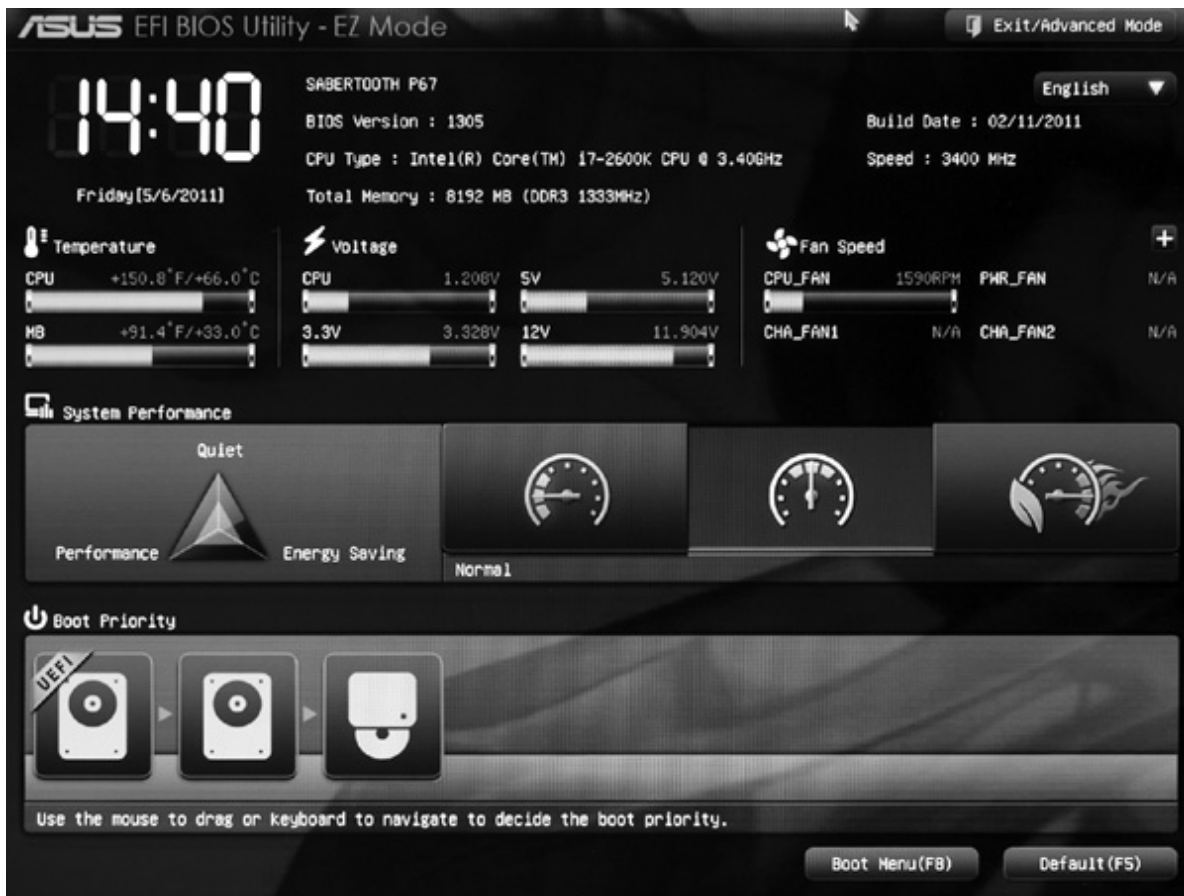 ASUS EFI BIOS Utility - EZ Mode
Exit/Advanced Mode
14:40
Friday[5/6/2011]
SABERTOOTH P67
English
BIOS Version : 1305
Build Date : 02/11/2011
CPU Type : Intel(R) Core(TM) i7-2600K CPU @ 3.40GHz
Speed : 3400 MHz
Total Memory : 8192 MB (DDR3 1333MHz)
Temperature
CPU +150.8°F/+66.0°C
MB +91.4°F/+33.0°C
Voltage
CPU 1.208V 5V 5.120V
3.3V 3.328V 12V 11.904V
Fan Speed
CPU_FAN 1590RPM PWR_FAN N/A
CHA_FAN1 N/A CHA_FAN2 N/A
System Performance
Quiet
Performance
Energy Saving
Normal
Boot Priority
UEFI
Use the mouse to drag or keyboard to navigate to decide the boot priority.
Boot Menu(F8)
Default(F5)